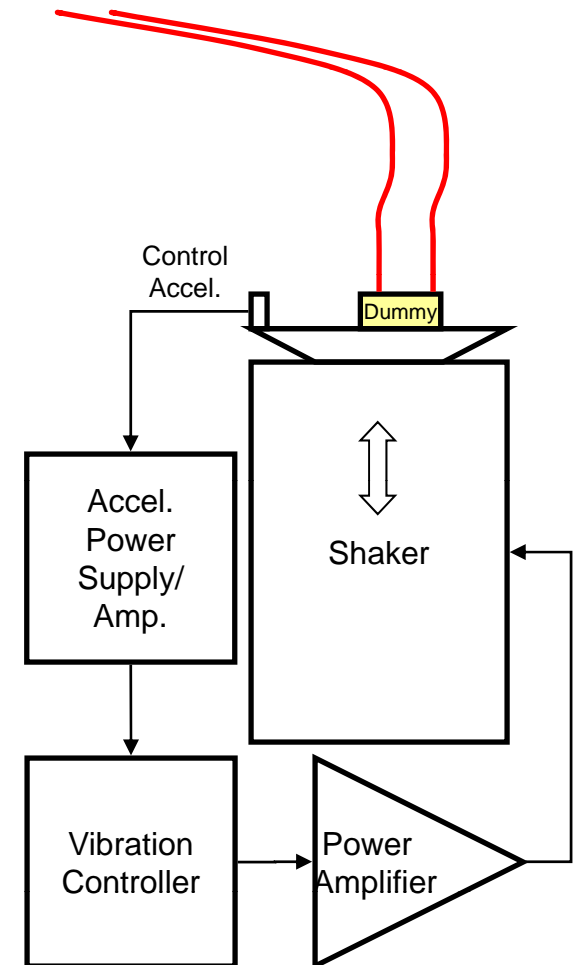 Control
Accel.
Dummy
Accel.
Power
Supply/
Amp.
Shaker
Vibration
Controller
Power
Amplifier